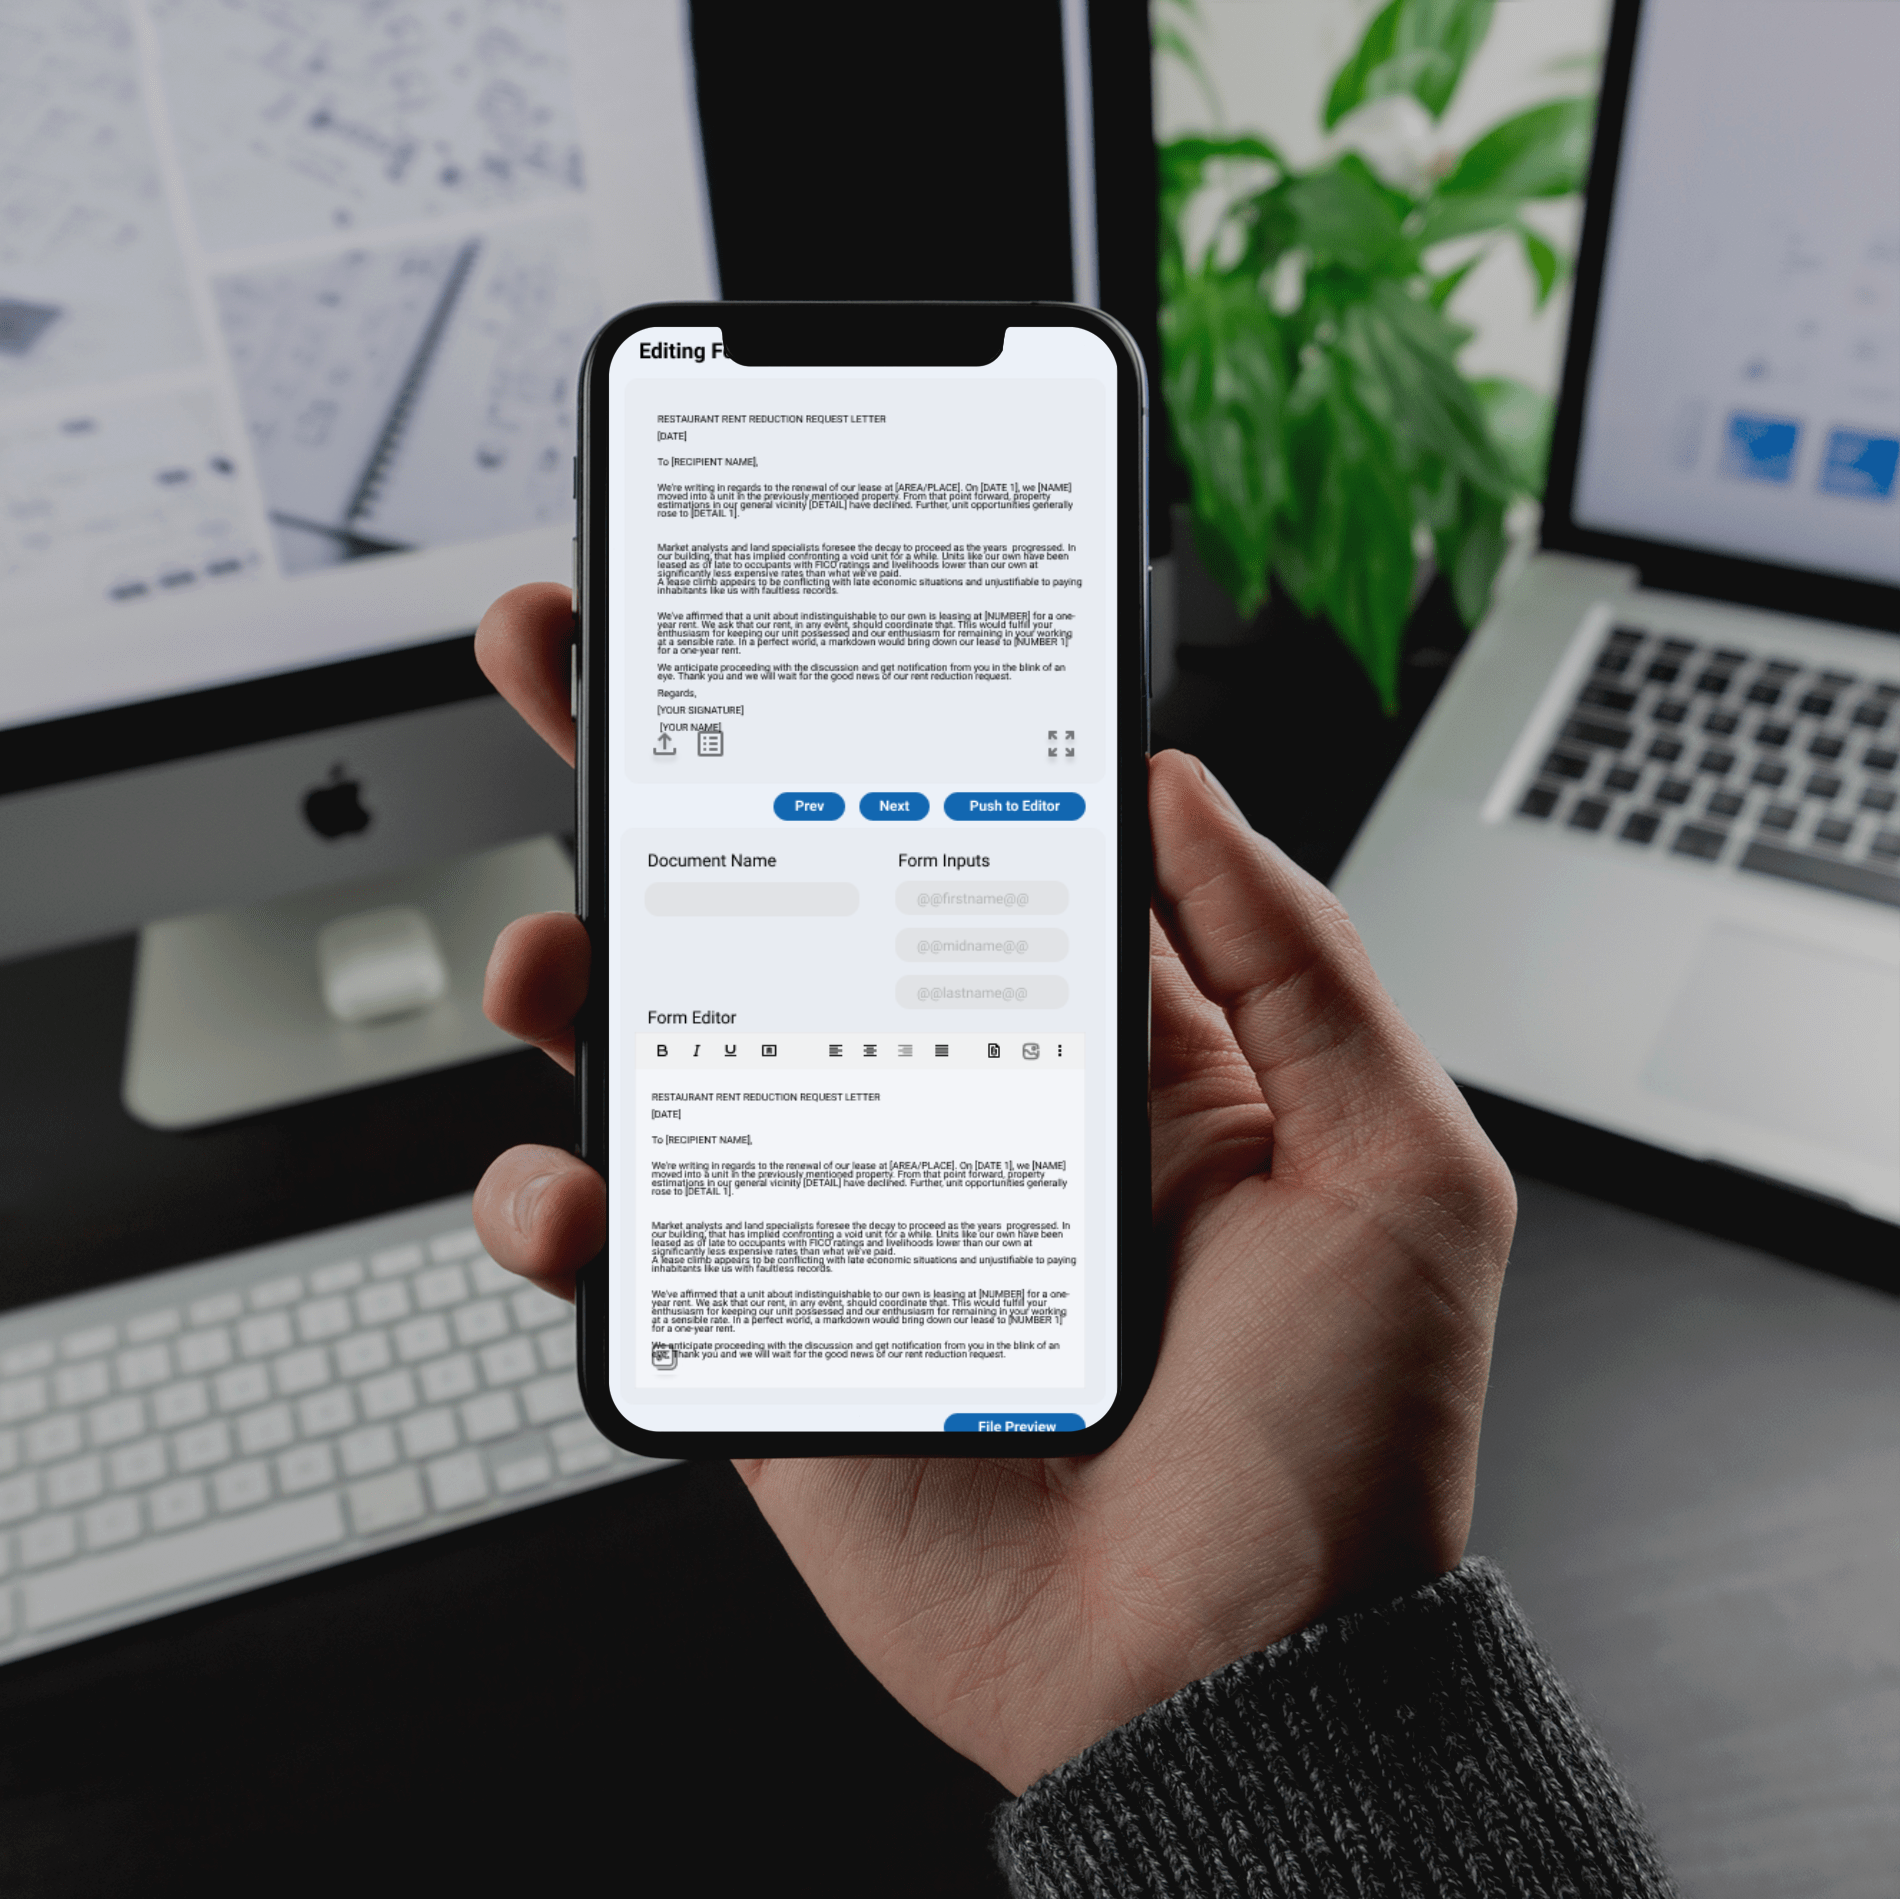 Editing F
RESTAURANT RENT REDUCTION REQUEST LETTER
[DATE]
To [RECIPIENT NAME],
We're writing in regards to the renewal of our lease at [AREA/PLACE]. On [DATE 1], we [NAME]
moved into a unit in the previously mentioned property. From that point forward, property
estimations in our general vicinity [DETAIL] have declined. Further, unit opportunities generally
rose to [DETAIL 1].
Market analysts and land specialists foresee the decay to proceed as the years progressed. In
our building, that has implied confronting a void unit for a while. Units like our own have been
leased as of late to occupants with FICO ratings and livelihoods lower than our own at
significantly less expensive rates than what we've paid.
A lease climb appears to be conflicting with late economic situations and unjustifiable to paying
inhabitants like us with faultless records.
We've affirmed that a unit about indistinguishable to our own is leasing at [NUMBER] for a one-
year rent. We ask that our rent, in any event, should coordinate that. This would fulfill your
enthusiasm for keeping our unit possessed and our enthusiasm for remaining in your working
at a sensible rate. In a perfect world, a markdown would bring down our lease to [NUMBER 1]
for a one-year rent.
We anticipate proceeding with the discussion and get notification from you in the blink of an
eye. Thank you and we will wait for the good news of our rent reduction request.
Regards,
[YOUR SIGNATURE]
[YOUR NAME]
Prev Next Push to Editor
Document Name
Form Inputs
@@firstname@@
@@midname@@
@@lastname@@
Form Editor
B I U
RESTAURANT RENT REDUCTION REQUEST LETTER
[DATE]
To [RECIPIENT NAME],
We're writing in regards to the renewal of our lease at [AREA/PLACE]. On [DATE 1], we [NAME]
moved into a unit in the previously mentioned property. From that point forward, property
estimations in our general vicinity [DETAIL] have declined. Further, unit opportunities generally
rose to [DETAIL 1].
Market analysts and land specialists foresee the decay to proceed as the years progressed. In
our building, that has implied confronting a void unit for a while. Units like our own have been
leased as of late to occupants with FICO ratings and livelihoods lower than our own at
significantly less expensive rates than what we've paid.
A lease climb appears to be conflicting with late economic situations and unjustifiable to paying
inhabitants like us with faultless records.
We've affirmed that a unit about indistinguishable to our own is leasing at [NUMBER] for a one-
year rent. We ask that our rent, in any event, should coordinate that. This would fulfill your
enthusiasm for keeping our unit possessed and our enthusiasm for remaining in your working
at a sensible rate. In a perfect world, a markdown would bring down our lease to [NUMBER 1]
for a one-year rent.
We anticipate proceeding with the discussion and get notification from you in the blink of an
eye. Thank you and we will wait for the good news of our rent reduction request.
File Preview